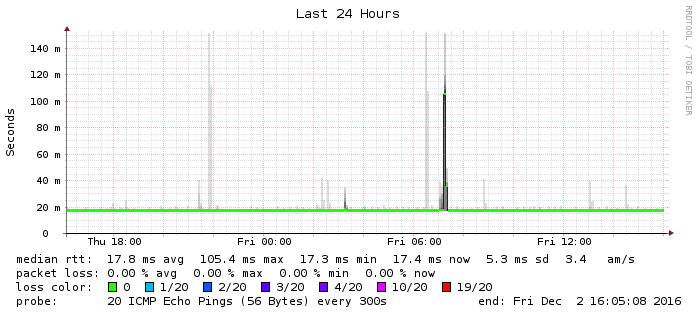 Last 24 Hours
RRDTOOL / TOBI OETIKER
Seconds
140 m
120 m
100 m
80 m
60 m
40 m
20 m
0
Thu 18:00 Fri 00:00 Fri 06:00 Fri 12:00
median rtt: 17.8 ms avg 105.4 ms max 17.3 ms min 17.4 ms now 5.3 ms sd 3.4 am/s
packet loss: 0.00 % avg 0.00 % max 0.00 % min 0.00 % now
loss color: 0 1/20 2/20 3/20 4/20 10/20 19/20
probe: 20 ICMP Echo Pings (56 Bytes) every 300s end: Fri Dec 2 16:05:08 2016